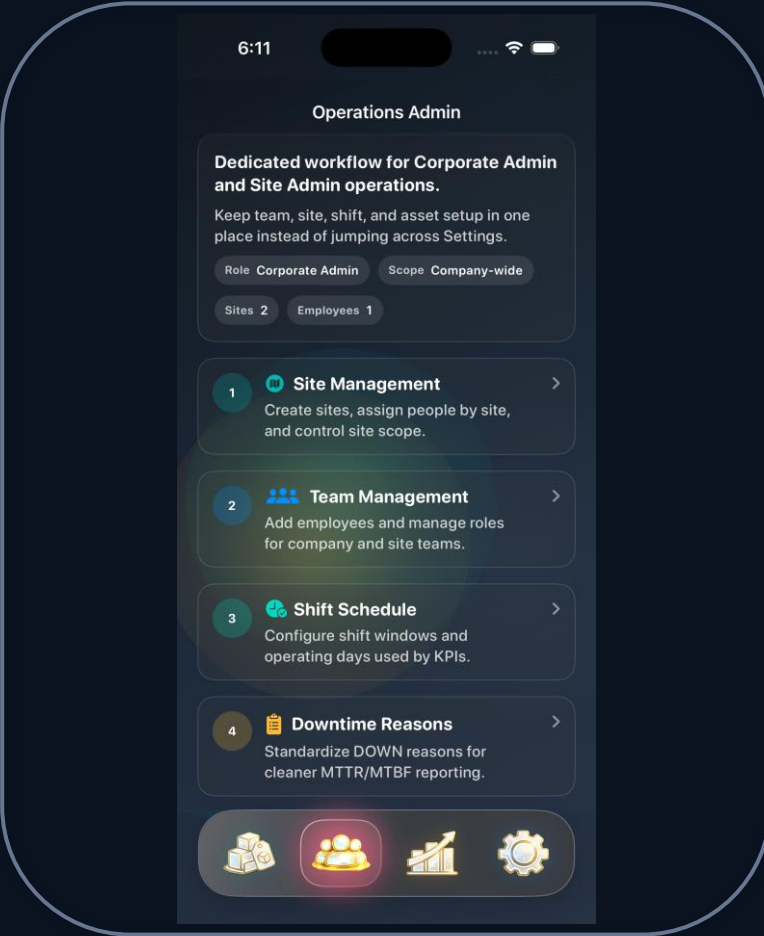 6:11
Operations Admin
Dedicated workflow for Corporate Admin
and Site Admin operations.
Keep team, site, shift, and asset setup in one
place instead of jumping across Settings.
Role Corporate Admin Scope Company-wide
Sites 2 Employees 1
1 Site Management
Create sites, assign people by site,
and control site scope.
2 Team Management
Add employees and manage roles
for company and site teams.
3 Shift Schedule
Configure shift windows and
operating days used by KPIs.
4 Downtime Reasons
Standardize DOWN reasons for
cleaner MTTR/MTBF reporting.